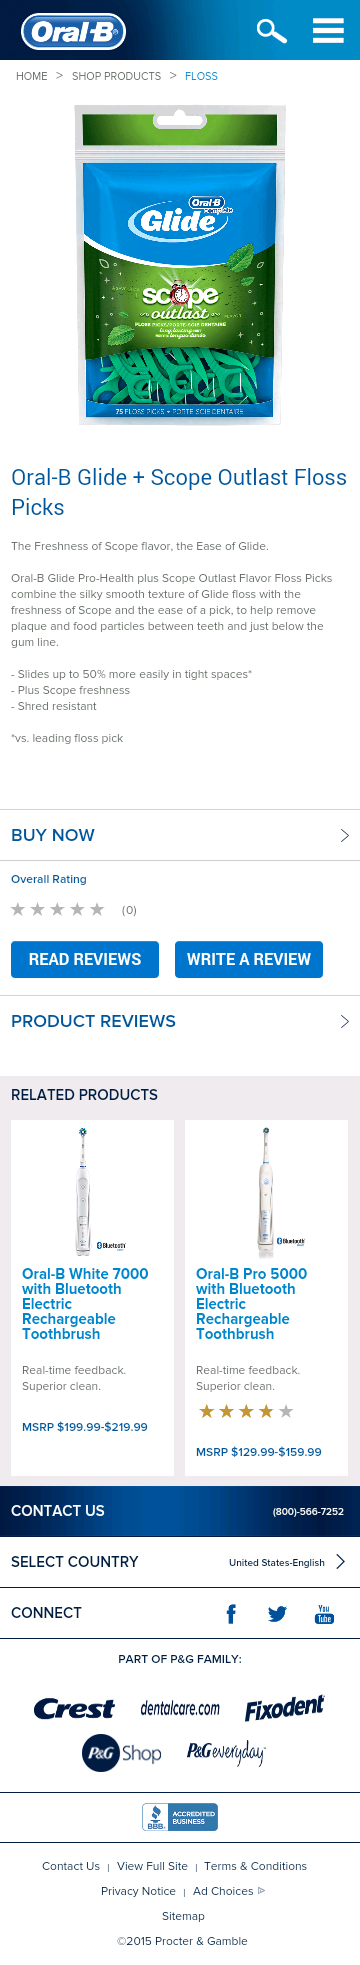 Oral-B
HOME > SHOP PRODUCTS > FLOSS
Oral-B
complete
Glide
scope
outlast
FLOSS PICKS/PORTE-SOIE DENTAIRE
75 FLOSS PICKS • PORTE-SOIE DENTAIRE
Oral-B Glide + Scope Outlast Floss
Picks
The Freshness of Scope flavor, the Ease of Glide.
Oral-B Glide Pro-Health plus Scope Outlast Flavor Floss Picks
combine the silky smooth texture of Glide floss with the
freshness of Scope and the ease of a pick, to help remove
plaque and food particles between teeth and just below the
gum line.
- Slides up to 50% more easily in tight spaces*
- Plus Scope freshness
- Shred resistant
*vs. leading floss pick
BUY NOW
Overall Rating
(0)
READ REVIEWS WRITE A REVIEW
PRODUCT REVIEWS
RELATED PRODUCTS
Bluetooth
Oral-B White 7000
with Bluetooth
Electric
Rechargeable
Toothbrush
Real-time feedback.
Superior clean.
MSRP $199.99-$219.99
Bluetooth
Oral-B Pro 5000
with Bluetooth
Electric
Rechargeable
Toothbrush
Real-time feedback.
Superior clean.
MSRP $129.99-$159.99
CONTACT US (800)-566-7252
SELECT COUNTRY United States-English
CONNECT f You Tube
PART OF P&G FAMILY:
Crest dentalcare.com Fixodent
P&G Shop P&G everyday
BBB. ACCREDITED BUSINESS
Contact Us | View Full Site | Terms & Conditions
Privacy Notice | Ad Choices
Sitemap
©2015 Procter & Gamble